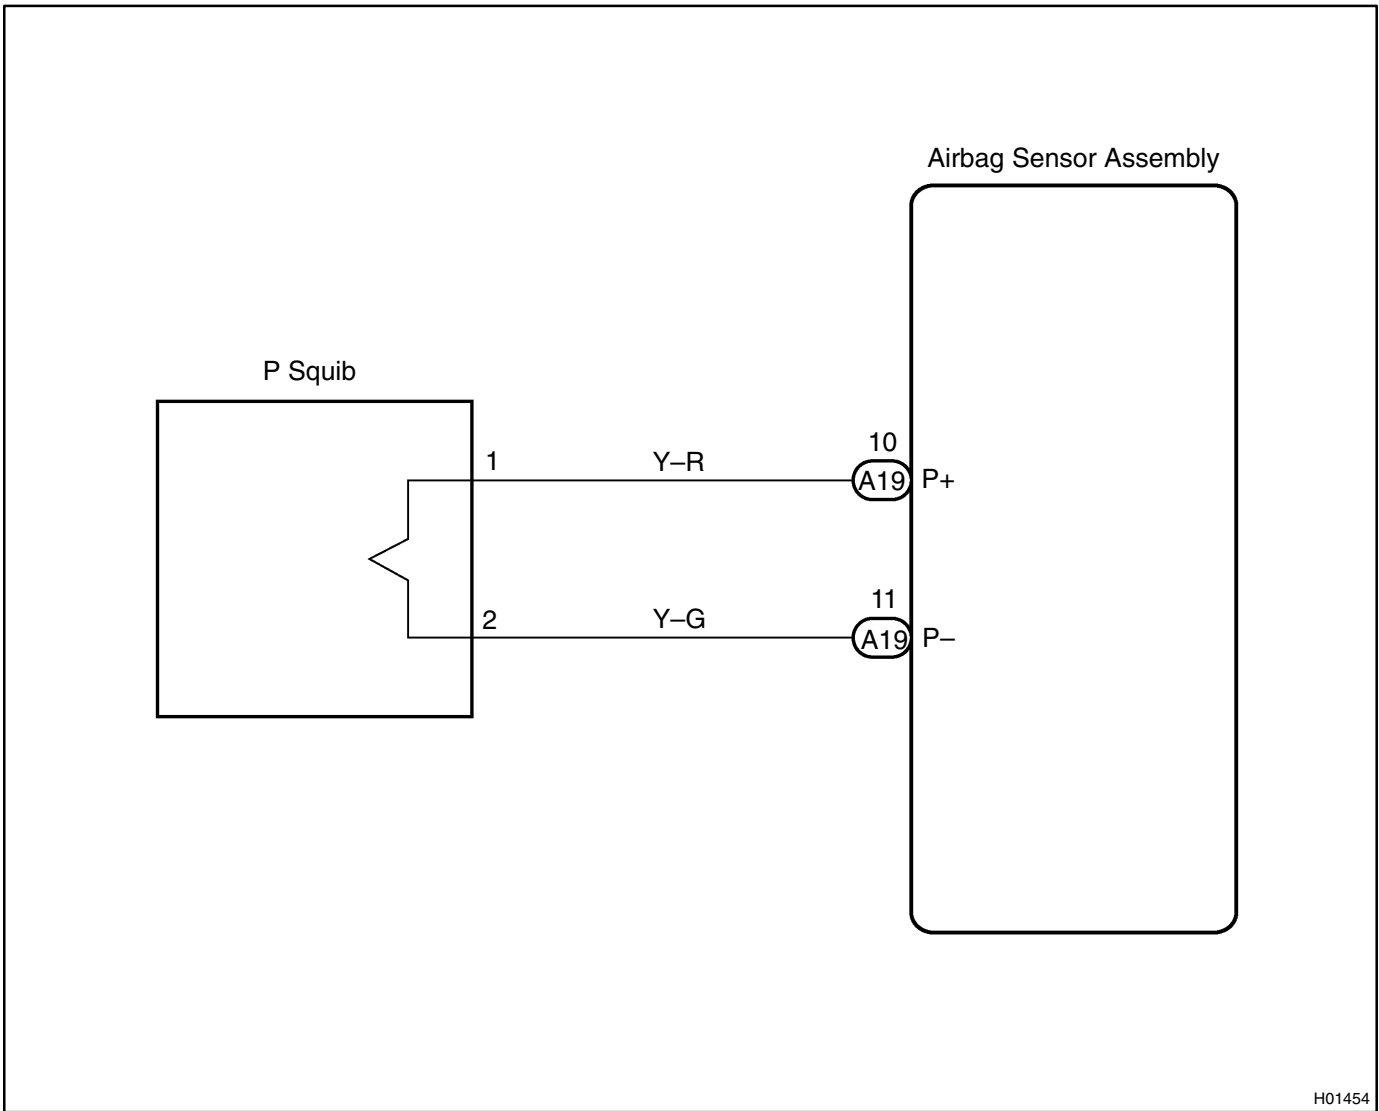 Airbag Sensor Assembly
P Squib
10
1 Y–R A19 P+
11
2 Y–G A19 P–
H01454